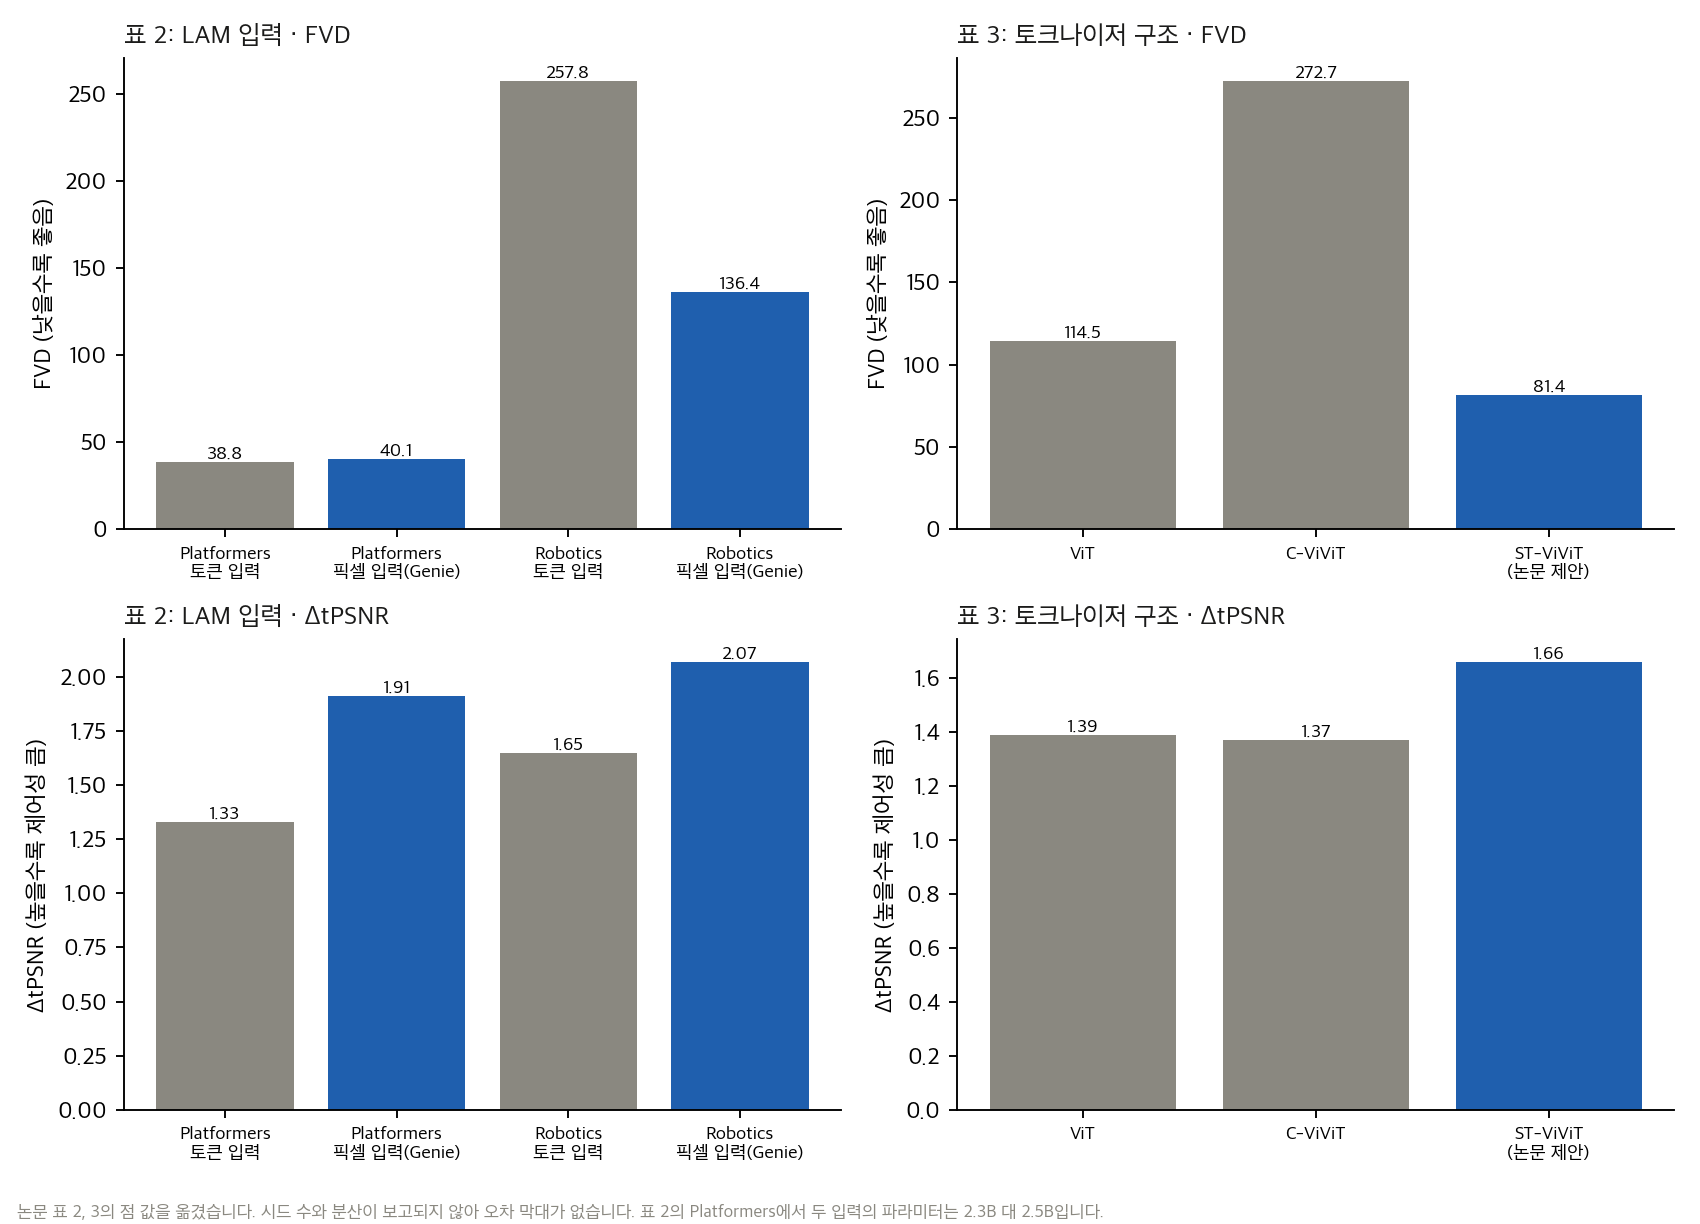 표 2: LAM 입력 · FVD
FVD (낮을수록 좋음)
250
200
150
100
50
0
257.8
136.4
38.8
40.1
Platformers
토큰 입력
Platformers
픽셀 입력(Genie)
Robotics
토큰 입력
Robotics
픽셀 입력(Genie)
표 3: 토크나이저 구조 · FVD
FVD (낮을수록 좋음)
250
200
150
100
50
0
114.5
272.7
81.4
ViT
C-ViViT
ST-ViViT
(논문 제안)
표 2: LAM 입력 · ΔtPSNR
ΔtPSNR (높을수록 제어성 큼)
2.00
1.75
1.50
1.25
1.00
0.75
0.50
0.25
0.00
1.33
1.91
1.65
2.07
Platformers
토큰 입력
Platformers
픽셀 입력(Genie)
Robotics
토큰 입력
Robotics
픽셀 입력(Genie)
표 3: 토크나이저 구조 · ΔtPSNR
ΔtPSNR (높을수록 제어성 큼)
1.6
1.4
1.2
1.0
0.8
0.6
0.4
0.2
0.0
1.39
1.37
1.66
ViT
C-ViViT
ST-ViViT
(논문 제안)
논문 표 2, 3의 점 값을 옮겼습니다. 시드 수와 분산이 보고되지 않아 오차 막대가 없습니다. 표 2의 Platformers에서 두 입력의 파라미터는 2.3B 대 2.5B입니다.